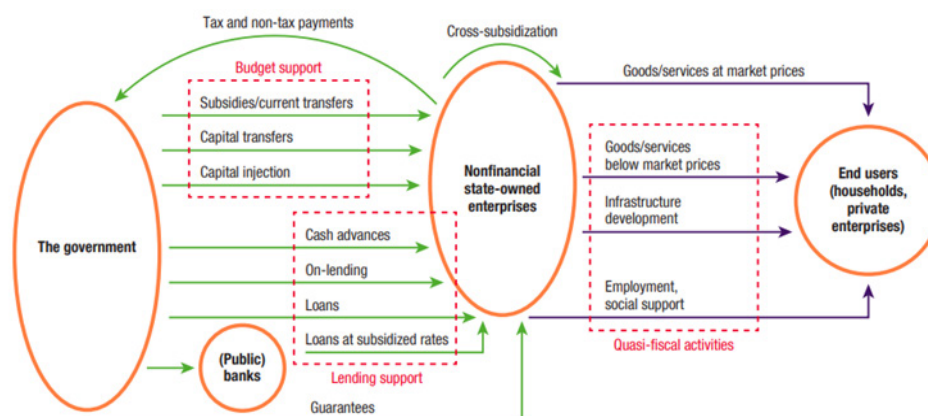 Tax and non-tax payments
Cross-subsidization
Budget support
Goods/services at market prices
Subsidies/current transfers
Capital transfers
Capital injection
Nonfinancial
state-owned
enterprises
Goods/services
below market prices
Infrastructure
development
End users
(households,
private
enterprises)
The government
Cash advances
On-lending
Loans
Loans at subsidized rates
Employment,
social support
(Public)
banks
Lending support
Quasi-fiscal activities
Guarantees